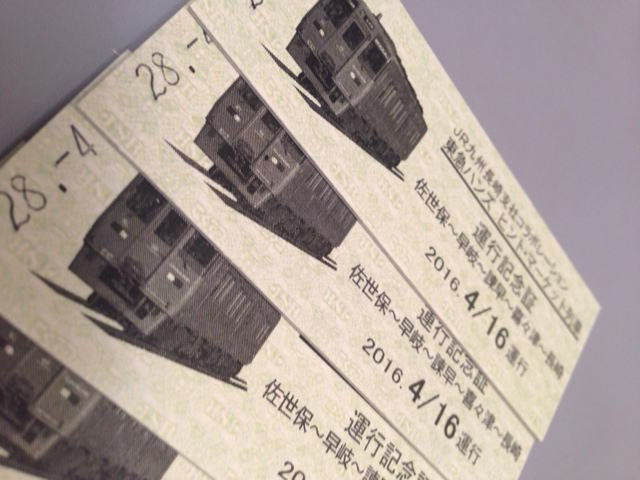 JR九州長崎支社コラボレーション
東急ハンズ ヒント・マーケット列車
運行記念証
佐世保～早岐～諫早～喜々津～長崎
2016. 4/16 運行
28.-4
運行記念証
佐世保～早岐～諫早～喜々津～長崎
2016. 4/16 運行
28.-4
運行記念証
佐世保～早岐～諫
20